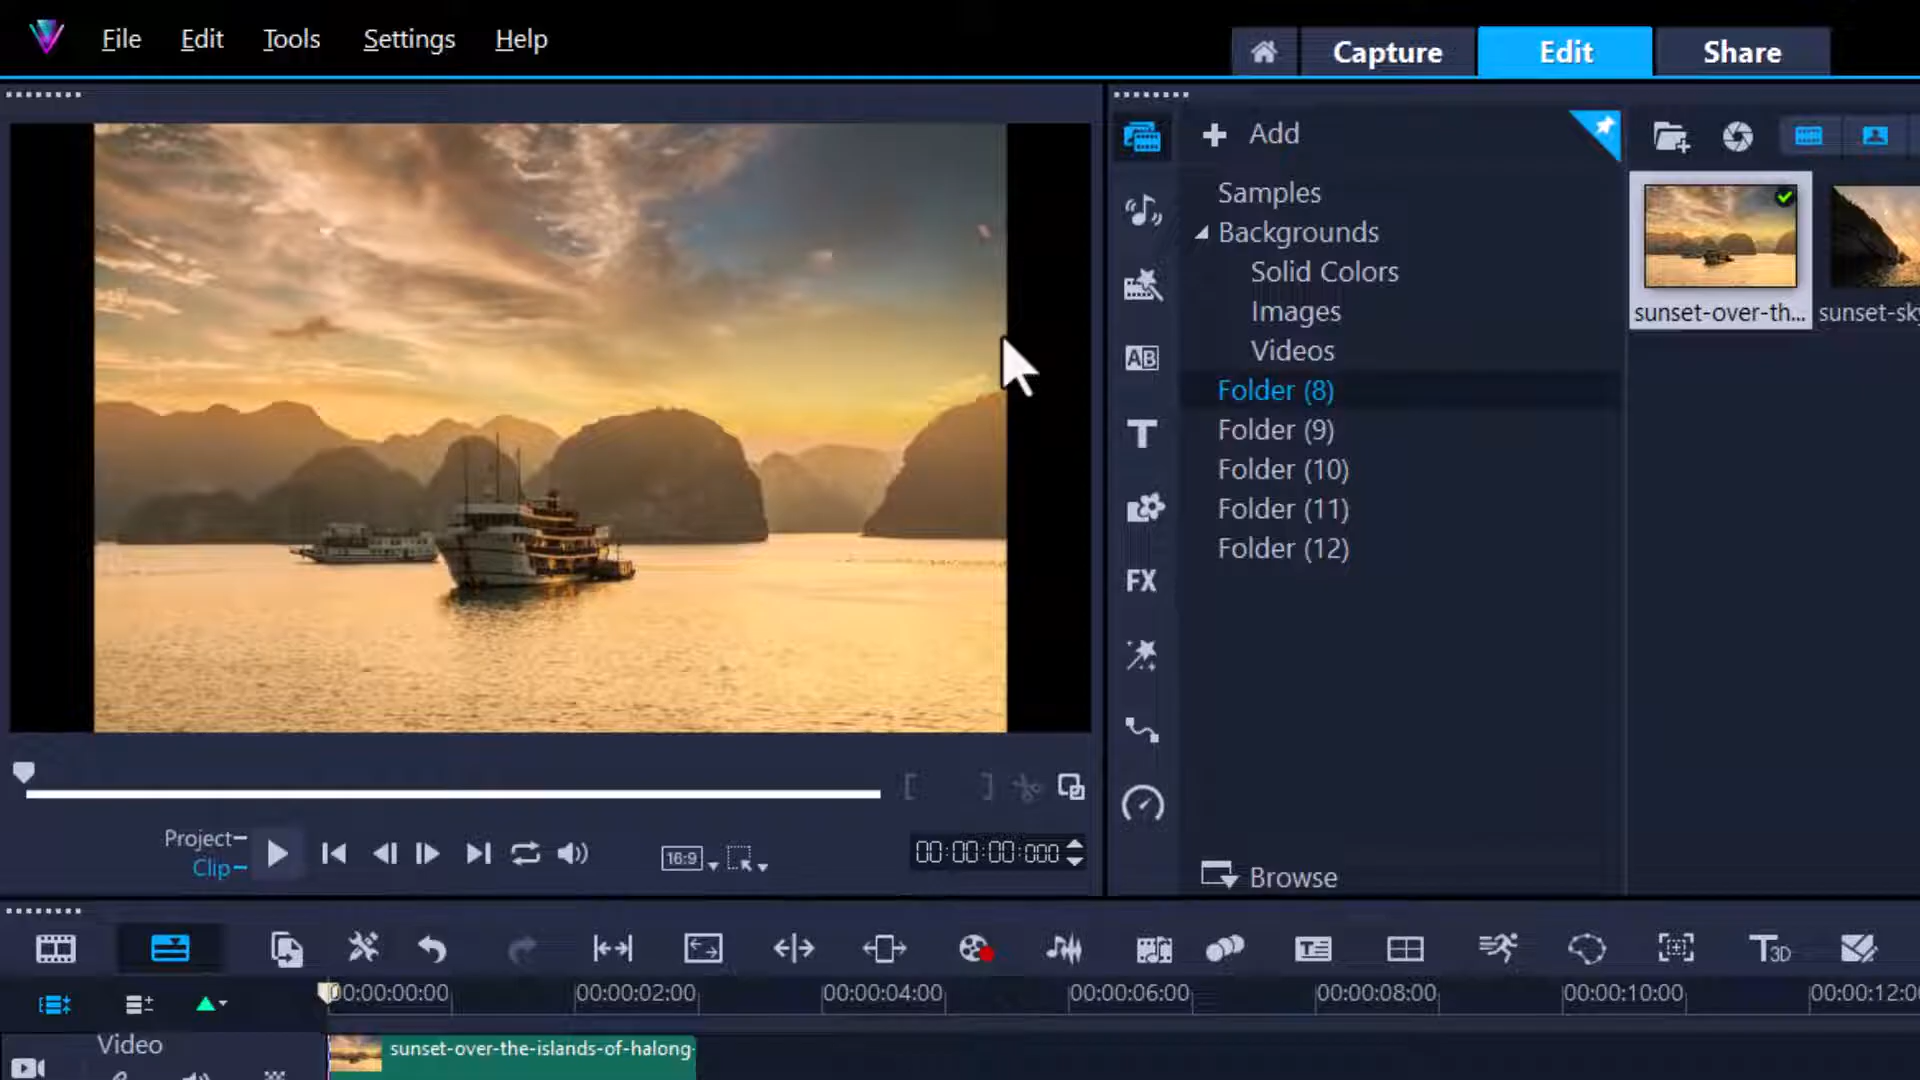 File Edit Tools Settings Help
Capture Edit Share
Add
Samples
Backgrounds
Solid Colors
Images
Videos
Folder (8)
Folder (9)
Folder (10)
Folder (11)
Folder (12)
Browse
sunset-over-th... sunset-sk
AB
T
FX
Project
Clip
16:9
00:00:00:000
T3D
00:00:00:00 00:00:02:00 00:00:04:00 00:00:06:00 00:00:08:00 00:00:10:00 00:00:12:0
Video
sunset-over-the-islands-of-halong-